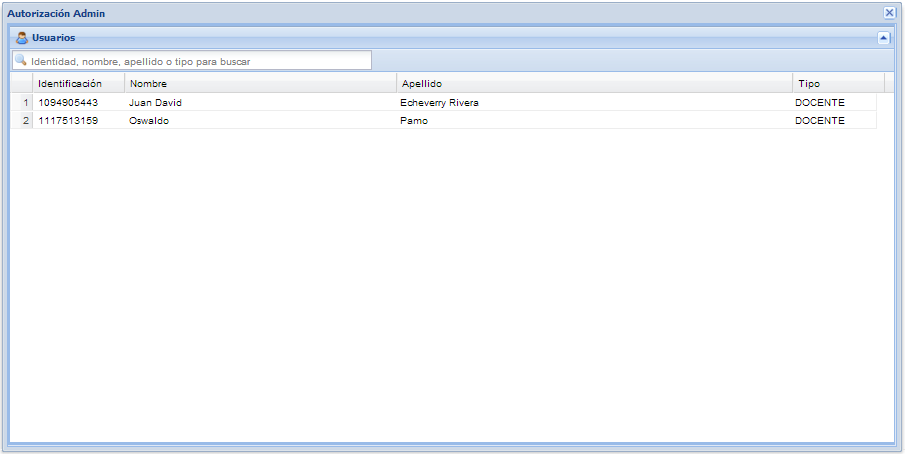 Autorización Admin
Usuarios
Identidad, nombre, apellido o tipo para buscar
Identificación Nombre Apellido Tipo
1 1094905443 Juan David Echeverry Rivera DOCENTE
2 1117513159 Oswaldo Pamo DOCENTE